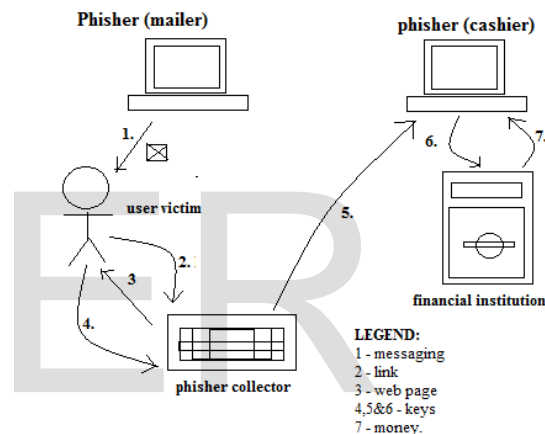 Phisher (mailer)
phisher (cashier)
1.
6.
7.
user victim
5.
2.
3
4.
financial institution
phisher collector
LEGEND:
1 - messaging
2 - link
3 - web page
4,5&6 - keys
7 - money.
ER